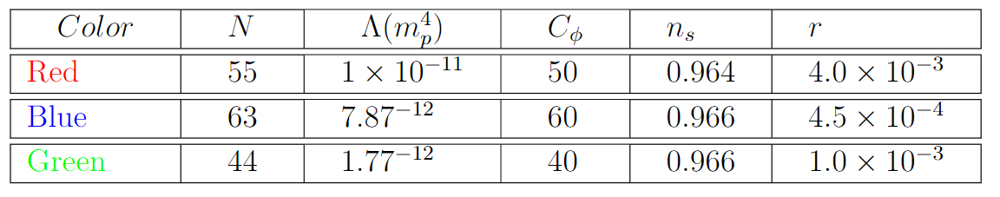 Color N Λ(m_p^4) C_ϕ n_s r
Red 55 1 × 10^{−11} 50 0.964 4.0 × 10^{−3}
Blue 63 7.87^{−12} 60 0.966 4.5 × 10^{−4}
Green 44 1.77^{−12} 40 0.966 1.0 × 10^{−3}